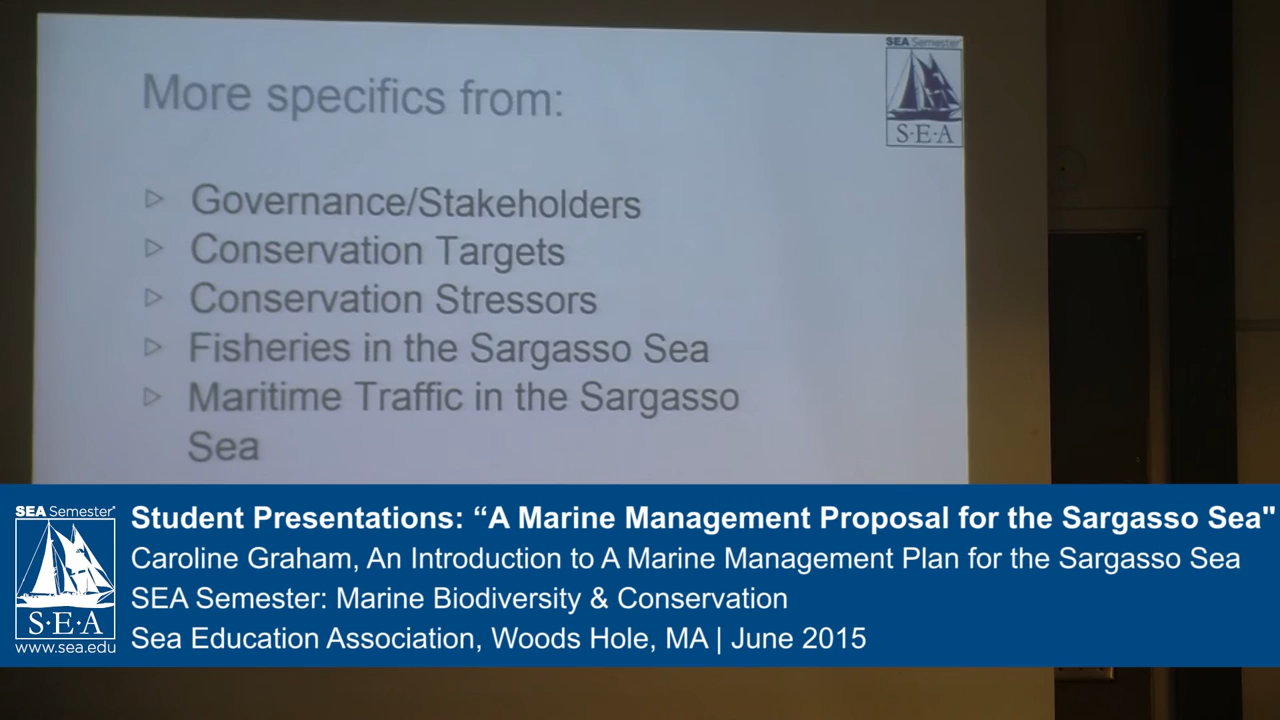 SEA Semester
S·E·A
More specifics from:
Governance/Stakeholders
Conservation Targets
Conservation Stressors
Fisheries in the Sargasso Sea
Maritime Traffic in the Sargasso
Sea
SEA Semester®
S·E·A
www.sea.edu
Student Presentations: “A Marine Management Proposal for the Sargasso Sea"
Caroline Graham, An Introduction to A Marine Management Plan for the Sargasso Sea
SEA Semester: Marine Biodiversity & Conservation
Sea Education Association, Woods Hole, MA | June 2015